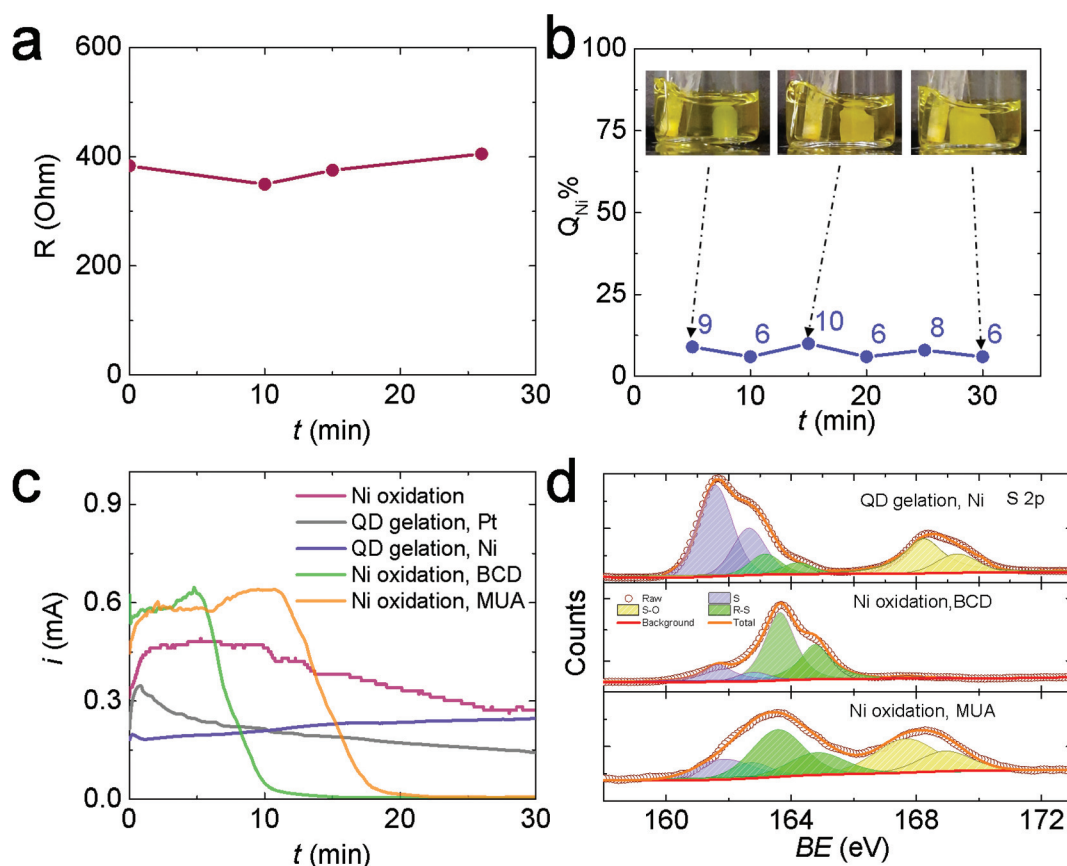 a
600
400
200
0
R (Ohm)
0 10 20 30
t (min)
b
100
75
50
25
0
Q_Ni%
9 6 10 6 8 6
0 10 20 30
t (min)
c
0.9
0.6
0.3
0.0
i (mA)
Ni oxidation
QD gelation, Pt
QD gelation, Ni
Ni oxidation, BCD
Ni oxidation, MUA
0 10 20 30
t (min)
d
QD gelation, Ni S 2p
Ni oxidation,BCD
Raw S
S-O R-S
Background Total
Ni oxidation, MUA
Counts
160 164 168 172
BE (eV)